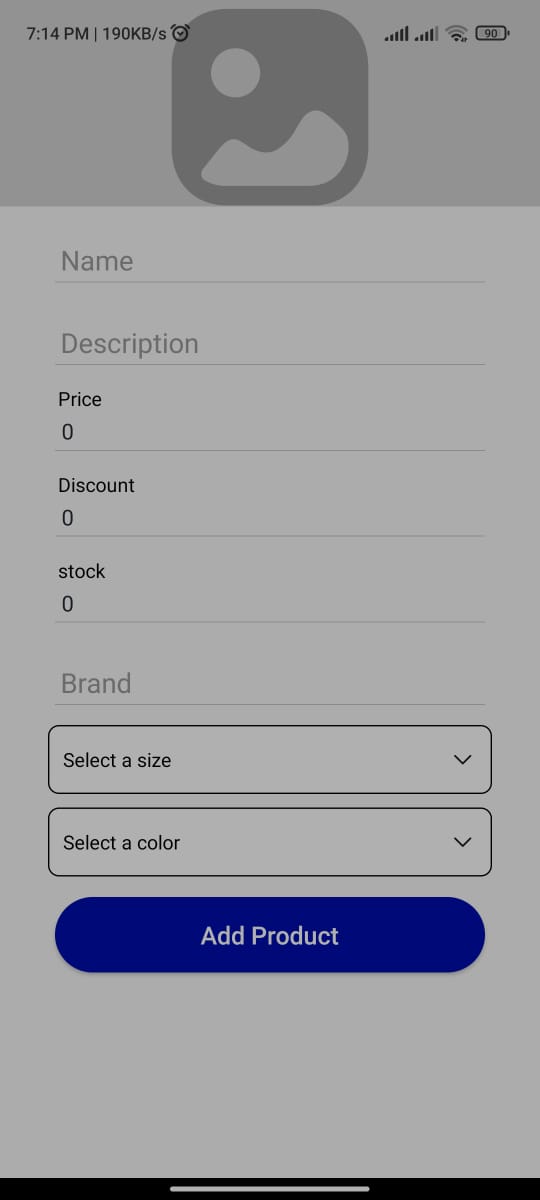 7:14 PM | 190KB/s
90
Name
Description
Price
0
Discount
0
stock
0
Brand
Select a size
Select a color
Add Product